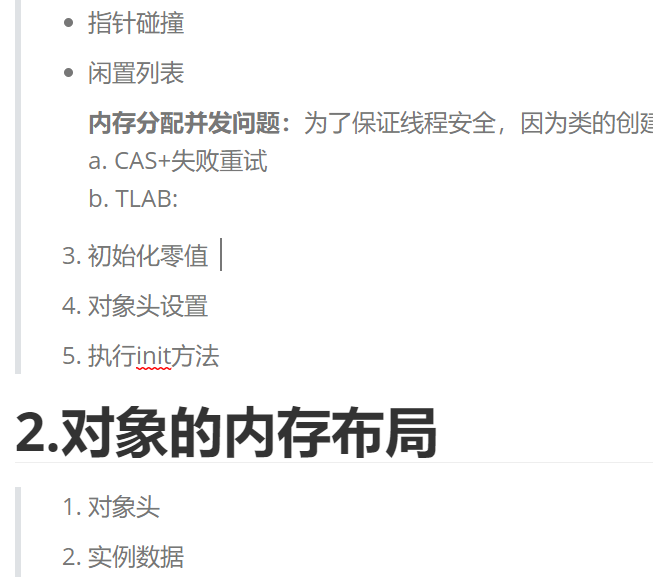 指针碰撞
闲置列表
内存分配并发问题：为了保证线程安全，因为类的创建
a. CAS+失败重试
b. TLAB:
3. 初始化零值
4. 对象头设置
5. 执行init方法
2.对象的内存布局
1. 对象头
2. 实例数据